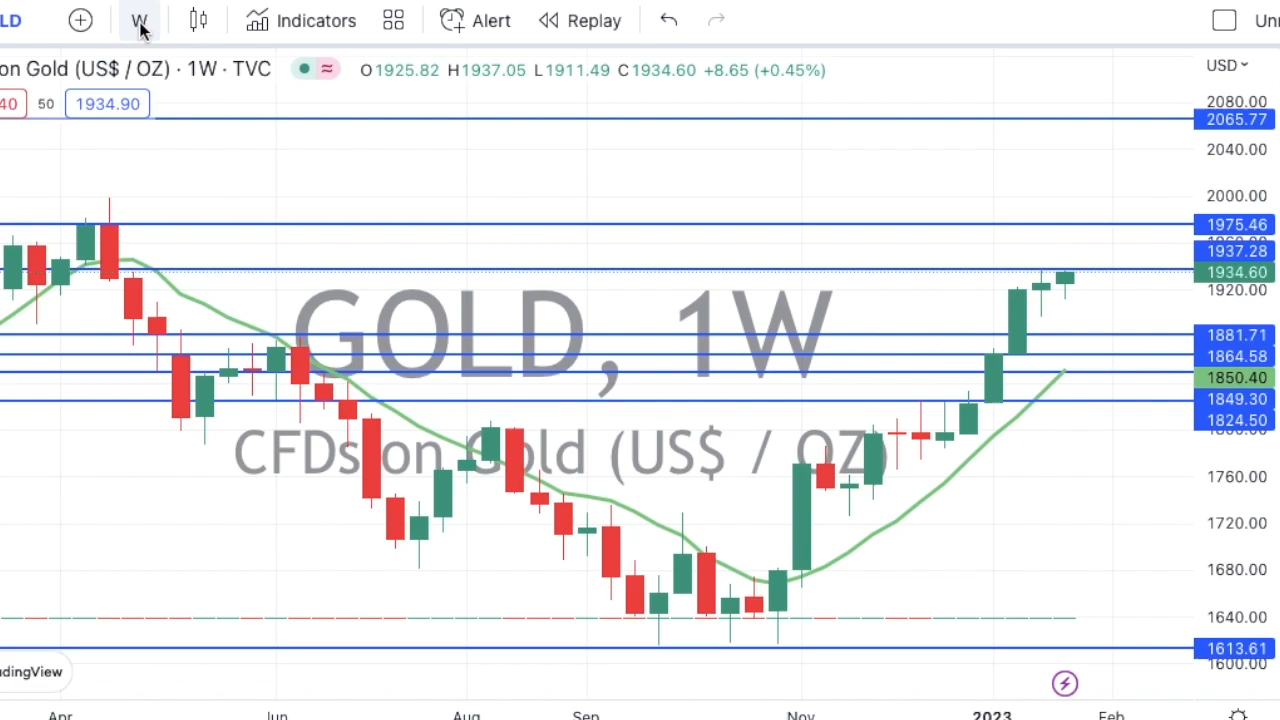 LD W Indicators Alert Replay Unr
on Gold (US$ / OZ) · 1W · TVC O1925.82 H1937.05 L1911.49 C1934.60 +8.65 (+0.45%) USD
40 50 1934.90
2080.00
2065.77
2040.00
2000.00
1975.46
1937.28
1934.60
1920.00
GOLD, 1W
1881.71
1864.58
1850.40
1849.30
1824.50
CFDs on Gold (US$ / OZ)
1760.00
1720.00
1680.00
1640.00
1613.61
1600.00
adingView
Apr Jun Aug Sep Nov 2023 Feb